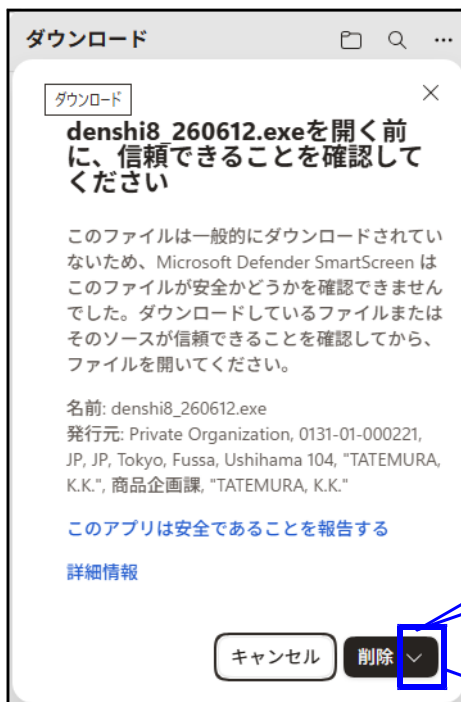 ダウンロード
ダウンロード
denshi8_260612.exeを開く前
に、信頼できることを確認して
ください
このファイルは一般的にダウンロードされてい
ないため、Microsoft Defender SmartScreen は
このファイルが安全かどうかを確認できません
でした。ダウンロードしているファイルまたは
そのソースが信頼できることを確認してから、
ファイルを開いてください。
名前: denshi8_260612.exe
発行元: Private Organization, 0131-01-000221,
JP, JP, Tokyo, Fussa, Ushihama 104, "TATEMURA,
K.K.", 商品企画課, "TATEMURA, K.K."
このアプリは安全であることを報告する
詳細情報
キャンセル 削除